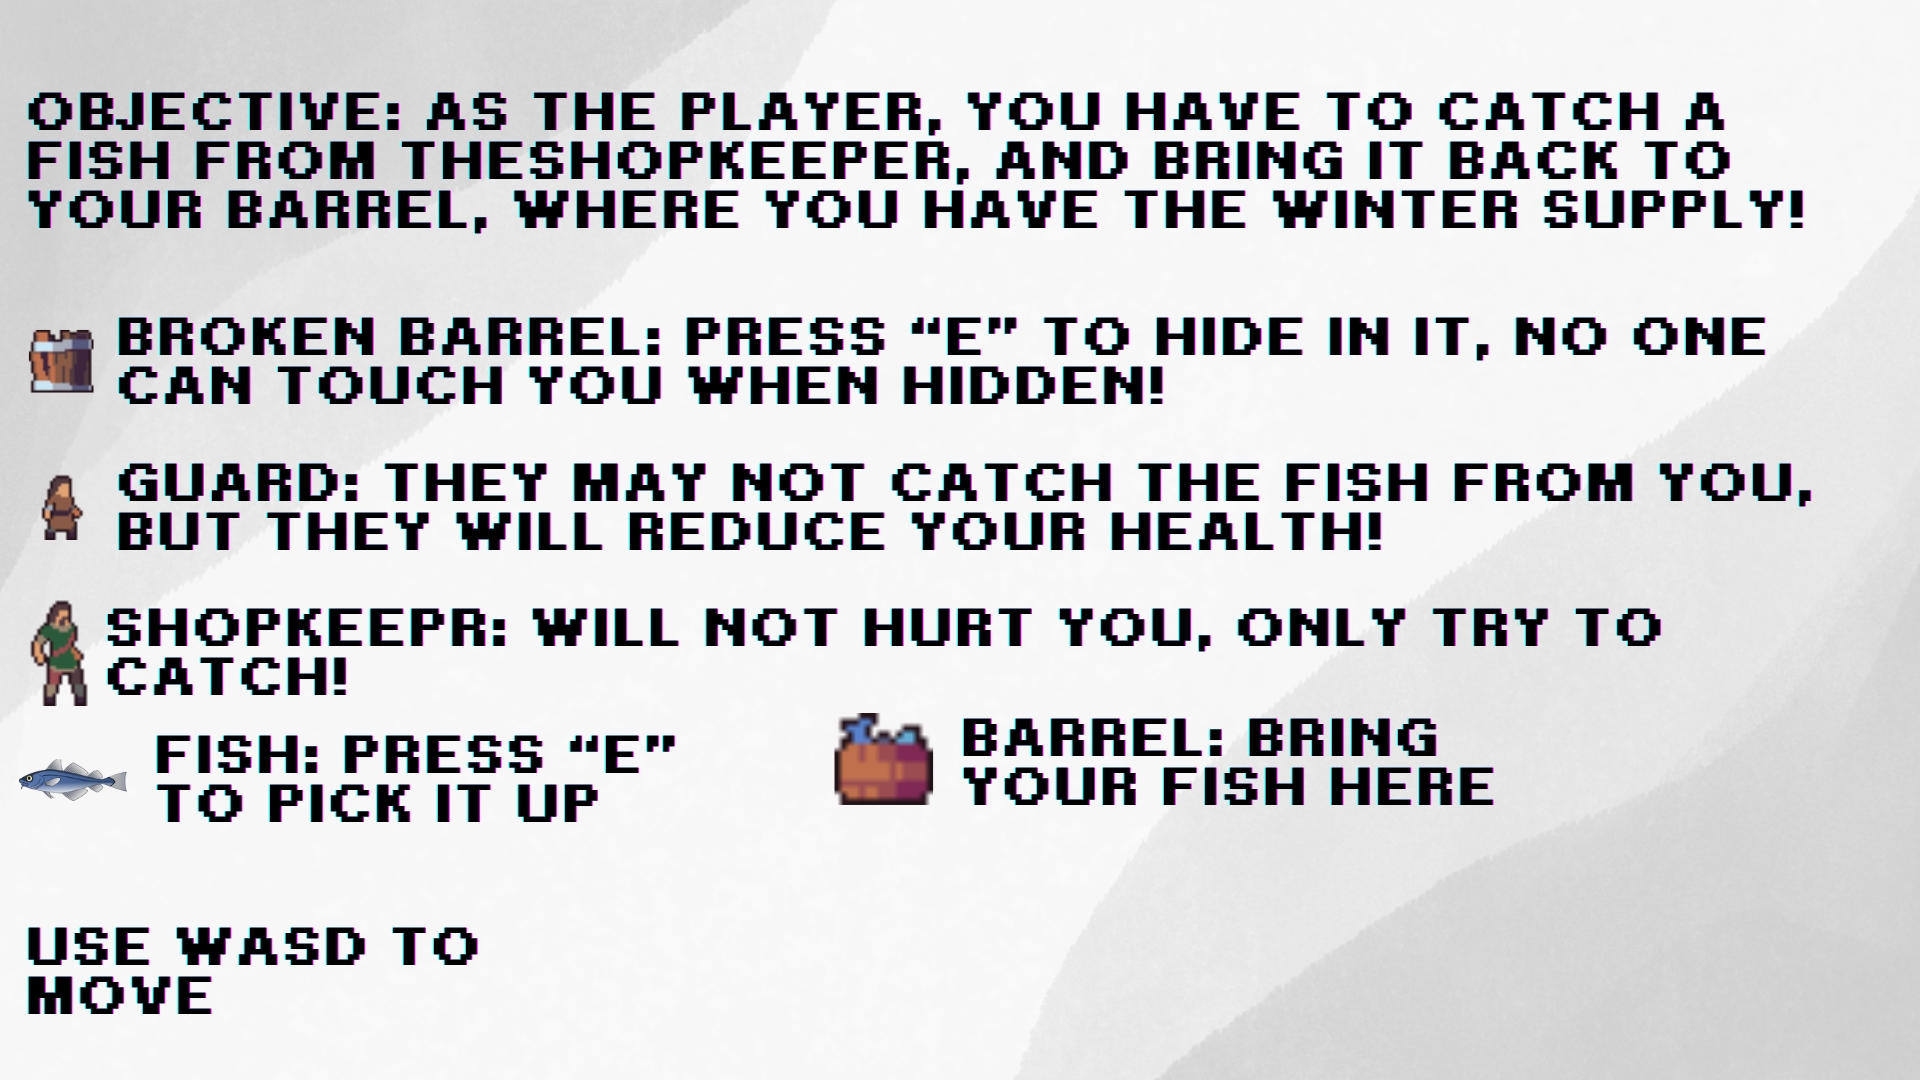 OBJECTIVE: AS THE PLAYER, YOU HAVE TO CATCH A
FISH FROM THESHOPKEEPER, AND BRING IT BACK TO
YOUR BARREL, WHERE YOU HAVE THE WINTER SUPPLY!
BROKEN BARREL: PRESS “E” TO HIDE IN IT, NO ONE
CAN TOUCH YOU WHEN HIDDEN!
GUARD: THEY MAY NOT CATCH THE FISH FROM YOU,
BUT THEY WILL REDUCE YOUR HEALTH!
SHOPKEEPR: WILL NOT HURT YOU, ONLY TRY TO
CATCH!
FISH: PRESS “E”
TO PICK IT UP
BARREL: BRING
YOUR FISH HERE
USE WASD TO
MOVE